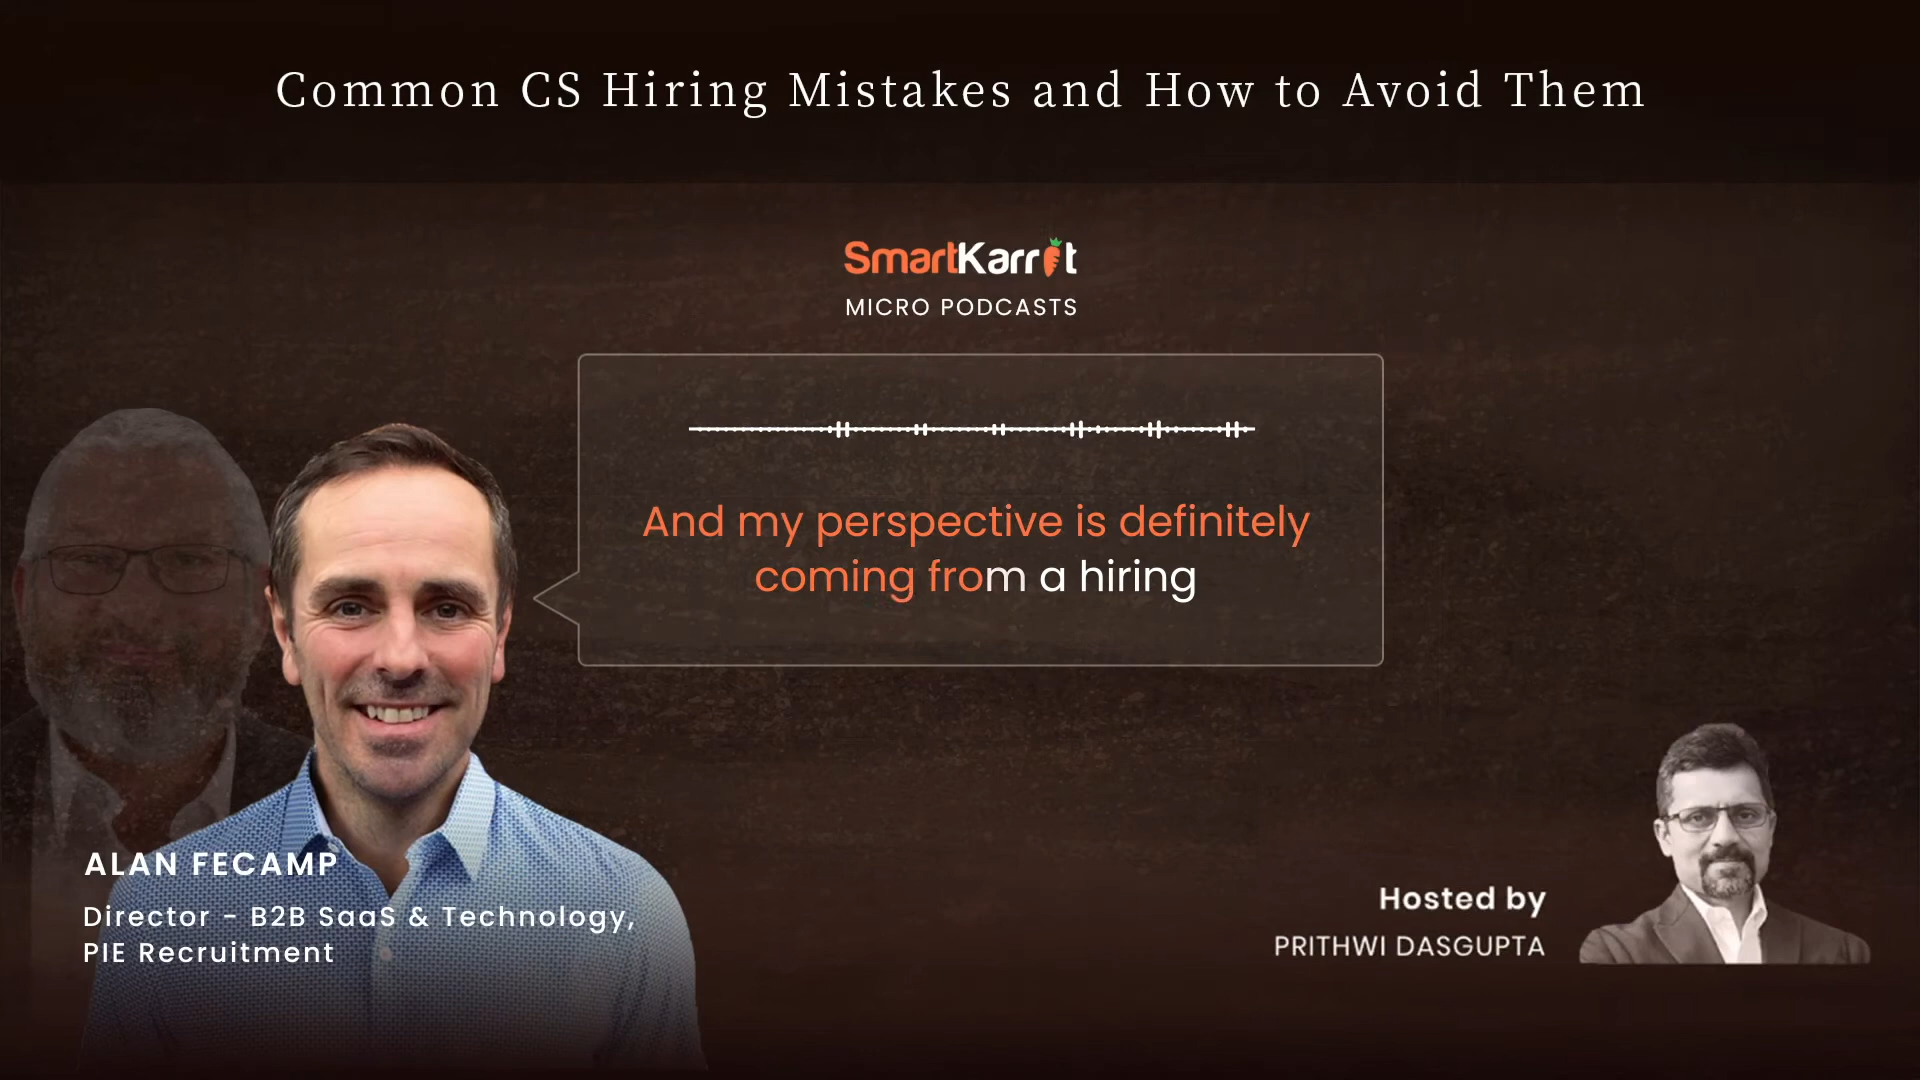 Common CS Hiring Mistakes and How to Avoid Them
SmartKarrot
MICRO PODCASTS
And my perspective is definitely
coming from a hiring
ALAN FECAMP
Director - B2B SaaS & Technology,
PIE Recruitment
Hosted by
PRITHWI DASGUPTA